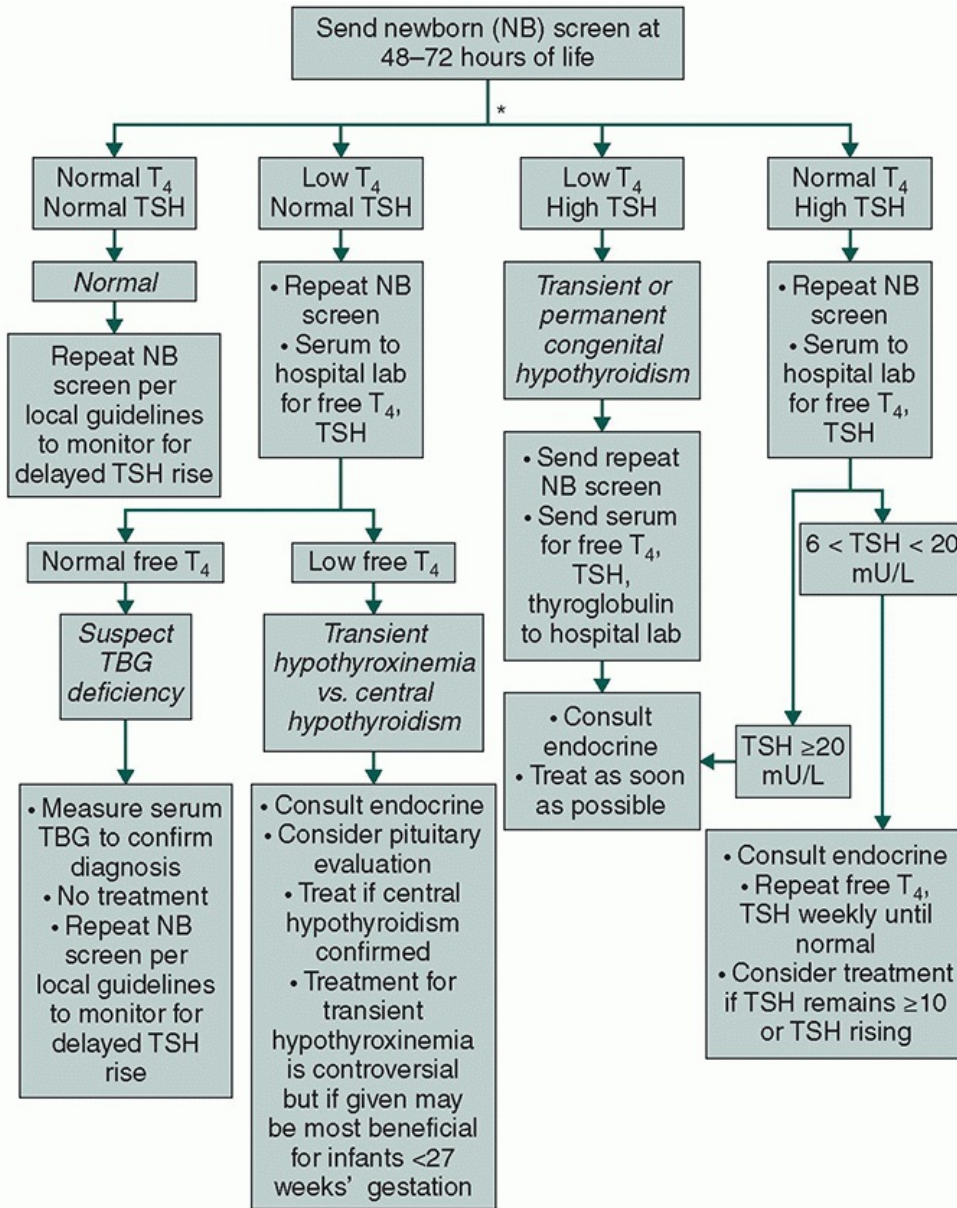 Send newborn (NB) screen at
48–72 hours of life
*
Normal T₄
Normal TSH
Low T₄
Normal TSH
Low T₄
High TSH
Normal T₄
High TSH
Normal
• Repeat NB
screen
• Serum to
hospital lab
for free T₄,
TSH
Transient or
permanent
congenital
hypothyroidism
• Repeat NB
screen
• Serum to
hospital lab
for free T₄,
TSH
Repeat NB
screen per
local guidelines
to monitor for
delayed TSH rise
• Send repeat
NB screen
• Send serum
for free T₄,
TSH,
thyroglobulin
to hospital lab
Normal free T₄
Low free T₄
6 < TSH < 20
mU/L
Suspect
TBG
deficiency
Transient
hypothyroxinemia
vs. central
hypothyroidism
• Consult
endocrine
• Treat as soon
as possible
TSH ≥20
mU/L
• Measure serum
TBG to confirm
diagnosis
• No treatment
• Repeat NB
screen per
local guidelines
to monitor for
delayed TSH
rise
• Consult endocrine
• Consider pituitary
evaluation
• Treat if central
hypothyroidism
confirmed
• Treatment for
transient
hypothyroxinemia
is controversial
but if given may
be most beneficial
for infants <27
weeks' gestation
• Consult endocrine
• Repeat free T₄,
TSH weekly until
normal
• Consider treatment
if TSH remains ≥10
or TSH rising